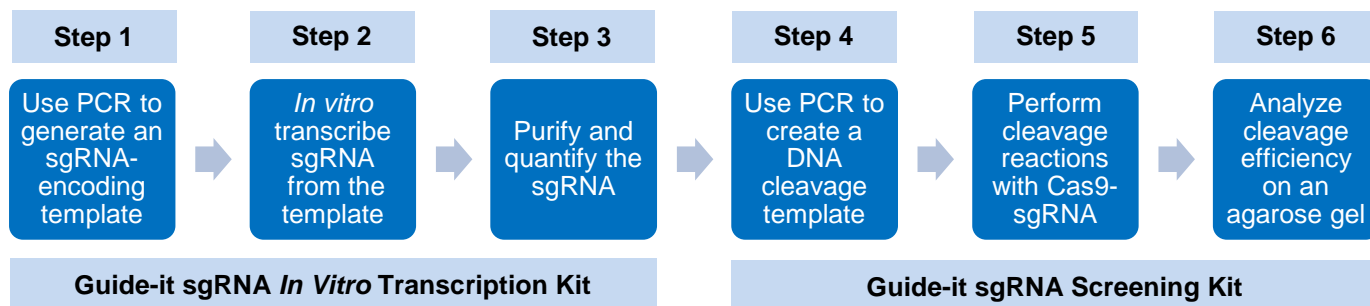 Step 1
Step 2
Step 3
Step 4
Step 5
Step 6
Use PCR to
generate an
sgRNA-
encoding
template
In vitro
transcribe
sgRNA
from the
template
Purify and
quantify the
sgRNA
Use PCR to
create a
DNA
cleavage
template
Perform
cleavage
reactions
with Cas9-
sgRNA
Analyze
cleavage
efficiency
on an
agarose gel
Guide-it sgRNA In Vitro Transcription Kit
Guide-it sgRNA Screening Kit